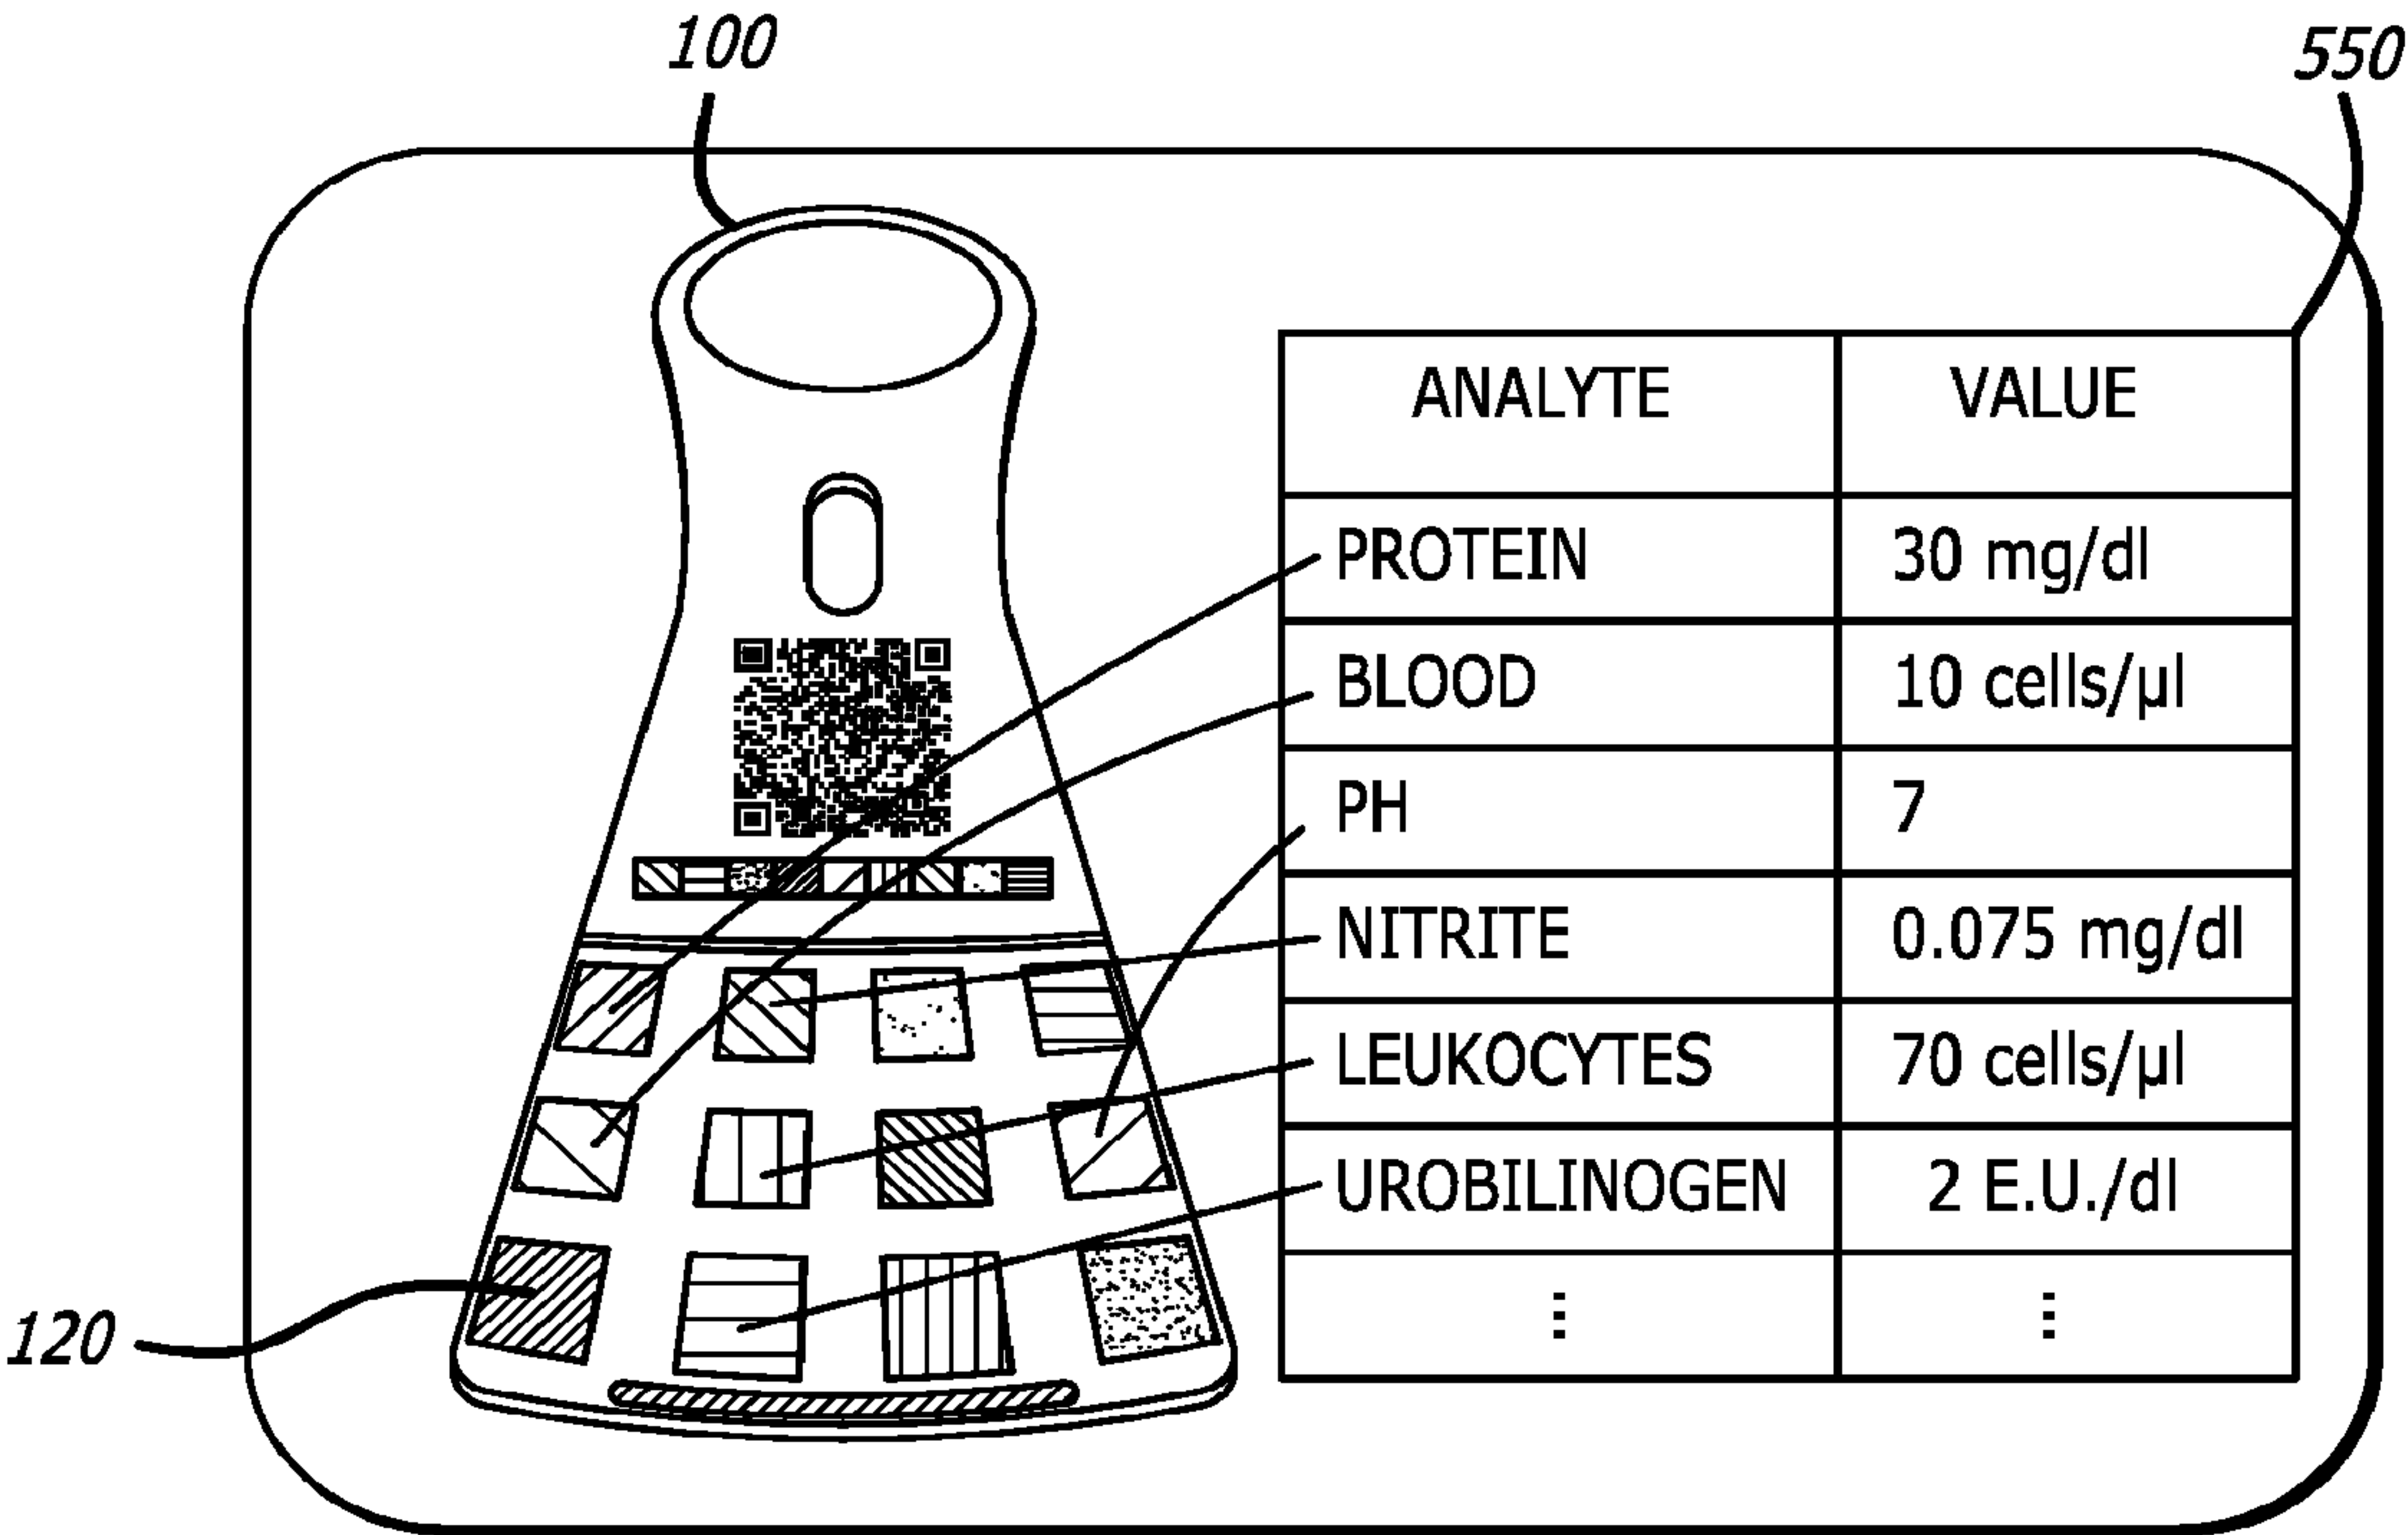 100
550
ANALYTE VALUE
PROTEIN 30 mg/dl
BLOOD 10 cells/µl
PH 7
NITRITE 0.075 mg/dl
LEUKOCYTES 70 cells/µl
UROBILINOGEN 2 E.U./dl
⋮ ⋮
120